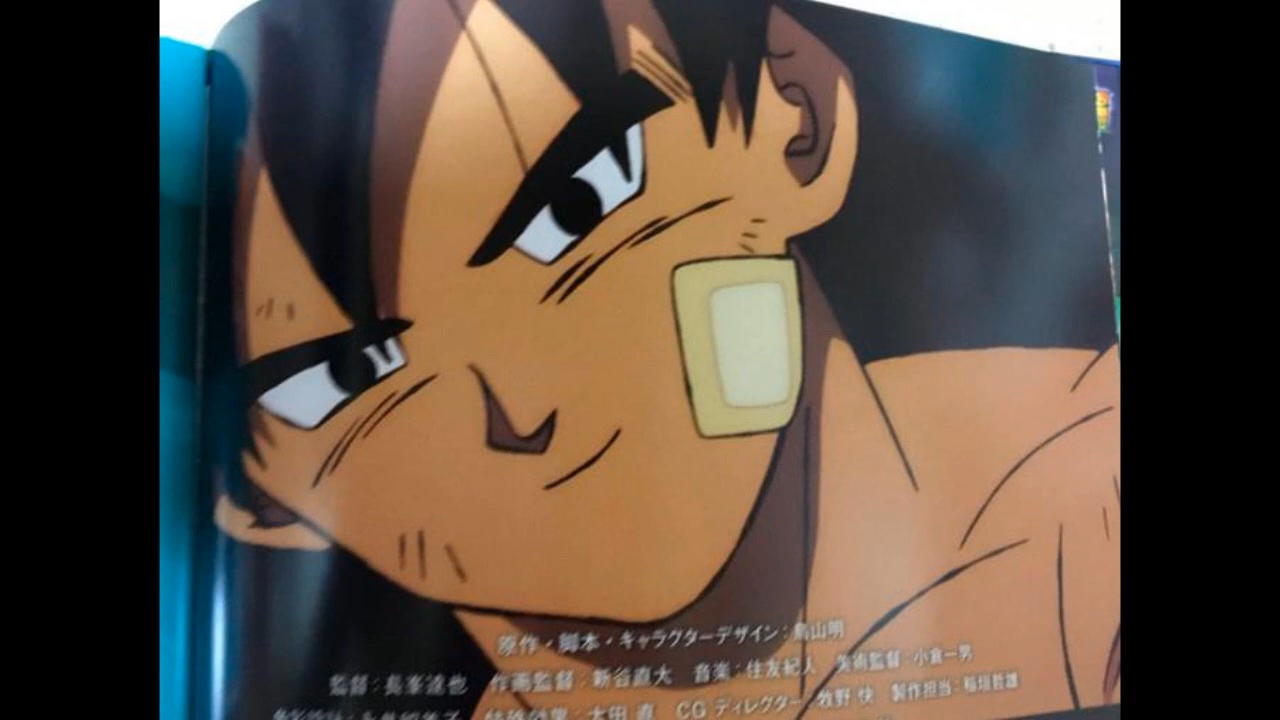 原作・脚本・キャラクターデザイン：鳥山明
監督：長峯達也　作画監督：新谷直大　音楽：住友紀人　美術監督：小倉一男
特殊効果：太田 直　CG ディレクター：牧野 快　製作担当：稲垣哲雄